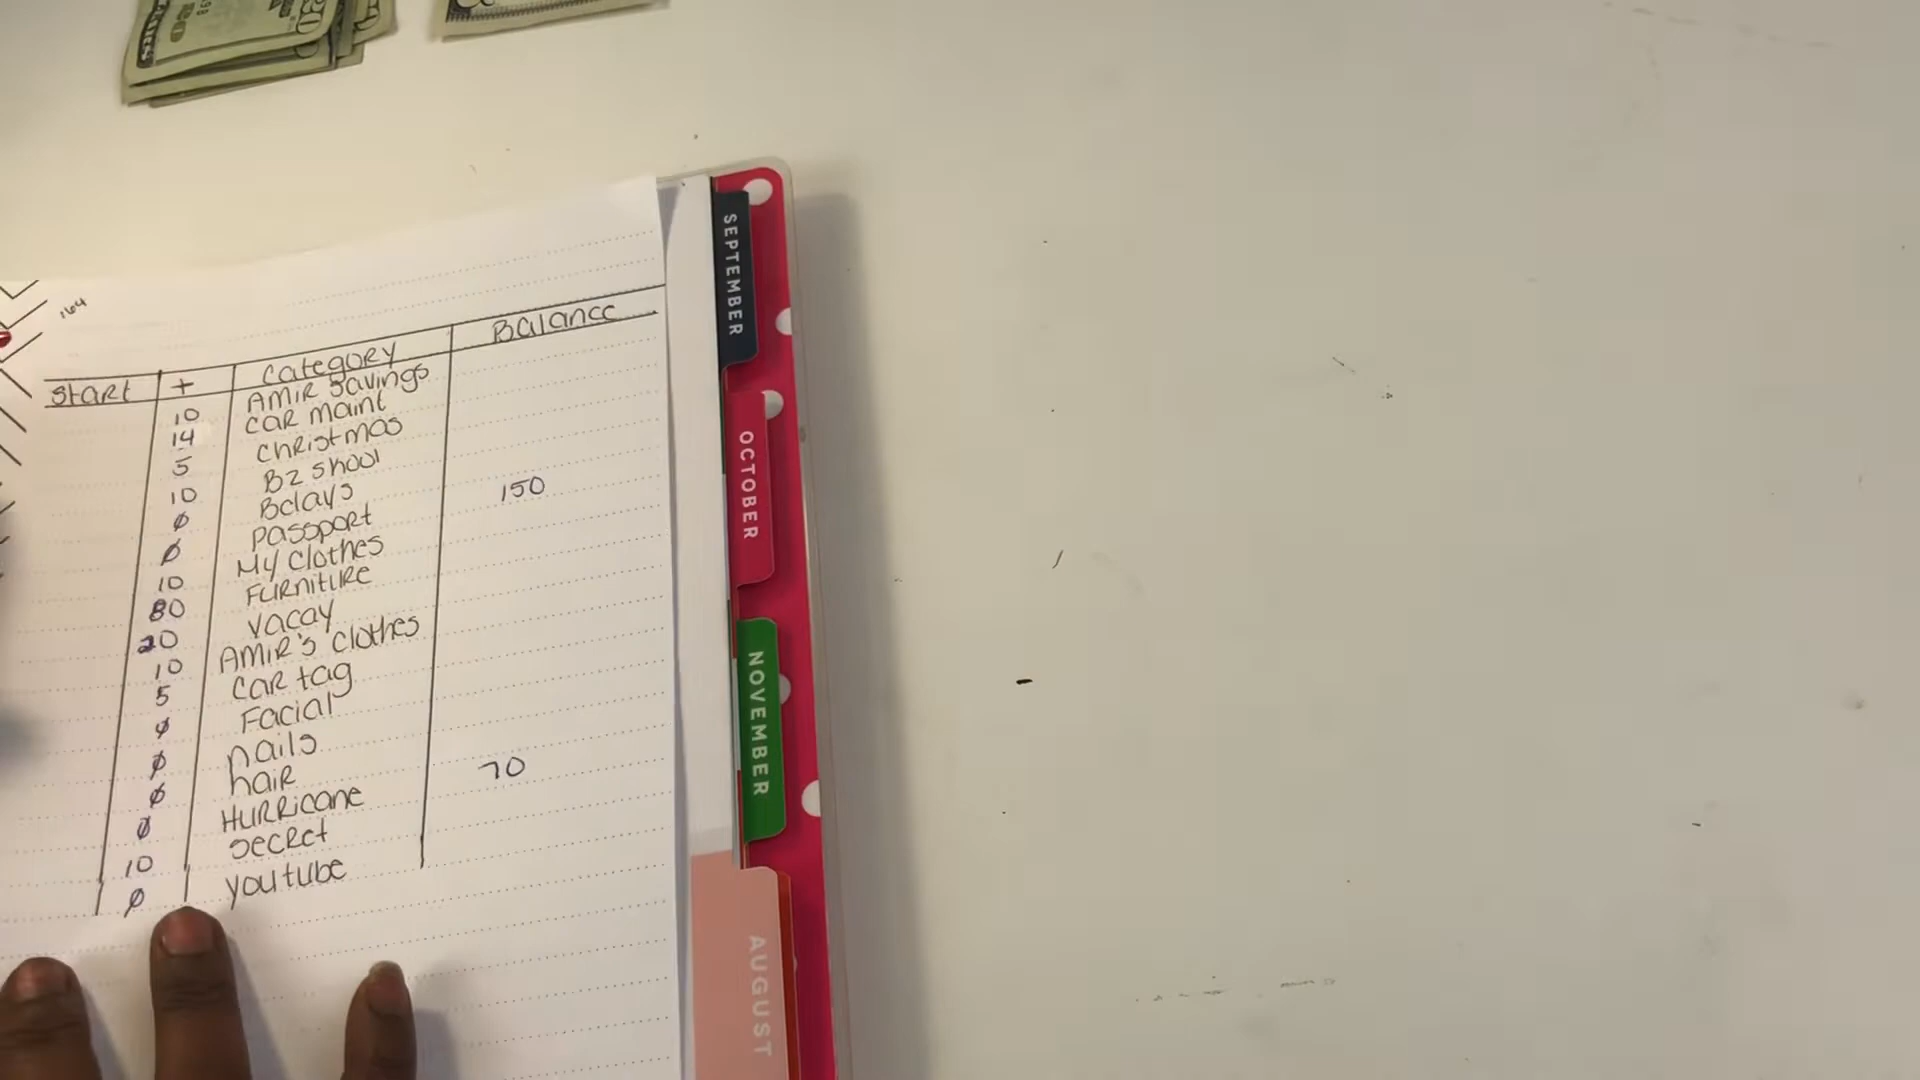 164
Start + Category Balance
10 AMIR Savings
14 CAR Maint
5 Christmas
10 B2 Skool
Ø Bdays 150
Ø Passport
10 My Clothes
80 Furniture
20 Vacay
10 AMIR's Clothes
5 Car tag
Ø Facial
Ø nails
Ø hair 70
Ø Hurricane
10 Secret
Ø Youtube
SEPTEMBER
OCTOBER
NOVEMBER
AUGUST